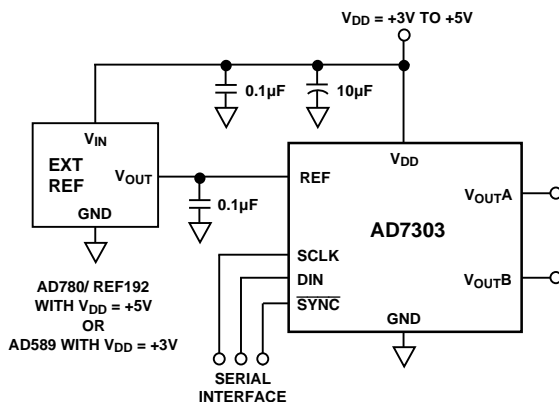 VDD = +3V TO +5V
0.1µF
10µF
VIN
EXT
REF
VOUT
GND
0.1µF
VDD
REF
AD7303
VOUTA
VOUTB
SCLK
DIN
SYNC
GND
AD780/ REF192
WITH VDD = +5V
OR
AD589 WITH VDD = +3V
SERIAL
INTERFACE